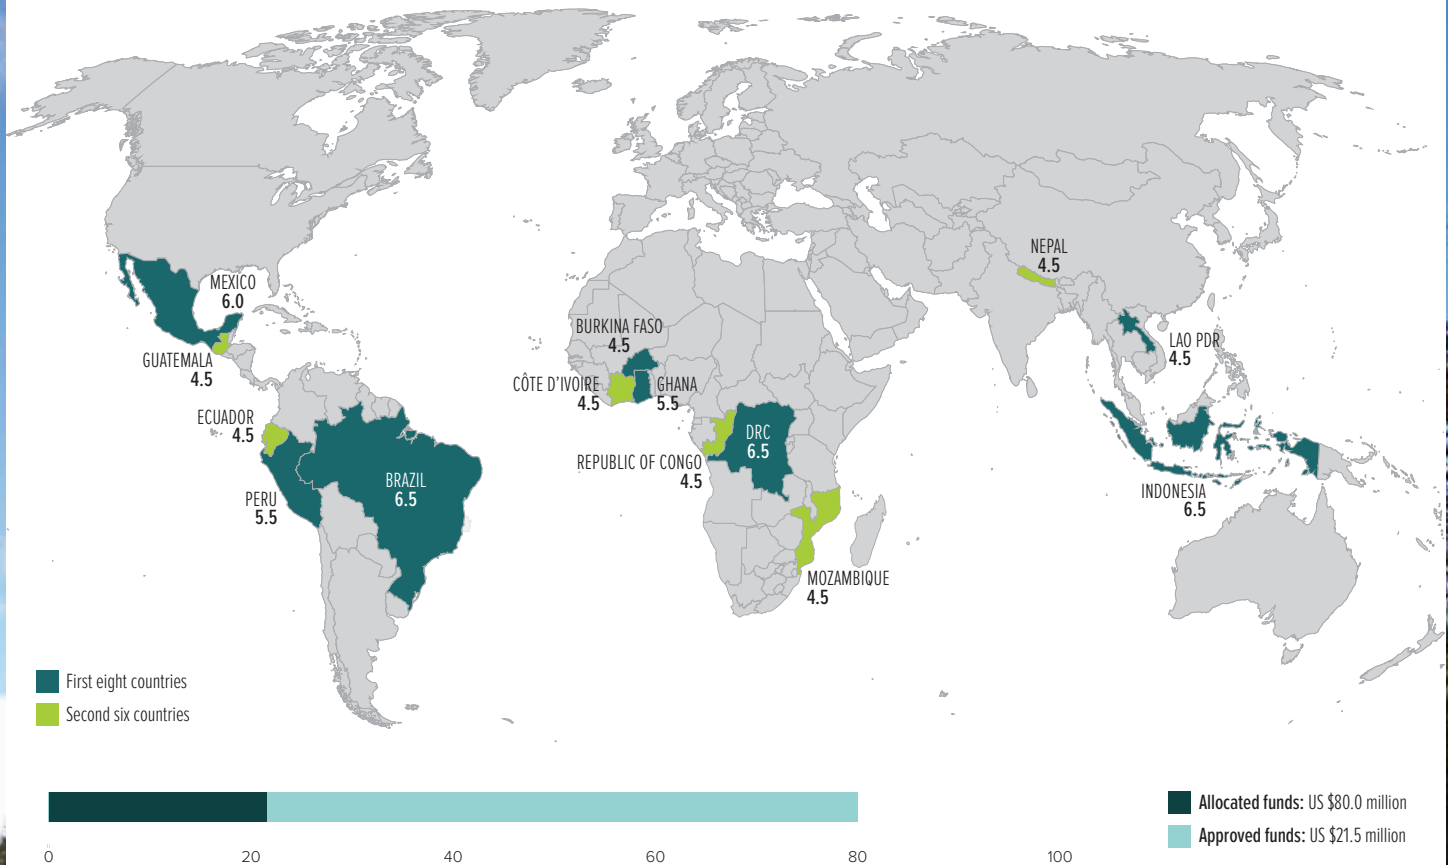 NEPAL
4.5
MEXICO
6.0
BURKINA FASO
4.5
LAO PDR
4.5
GUATEMALA
4.5
CÔTE D'IVOIRE
4.5
GHANA
5.5
ECUADOR
4.5
DRC
6.5
REPUBLIC OF CONGO
4.5
BRAZIL
6.5
PERU
5.5
INDONESIA
6.5
MOZAMBIQUE
4.5
First eight countries
Second six countries
Allocated funds: US $80.0 million
Approved funds: US $21.5 million
0 20 40 60 80 100